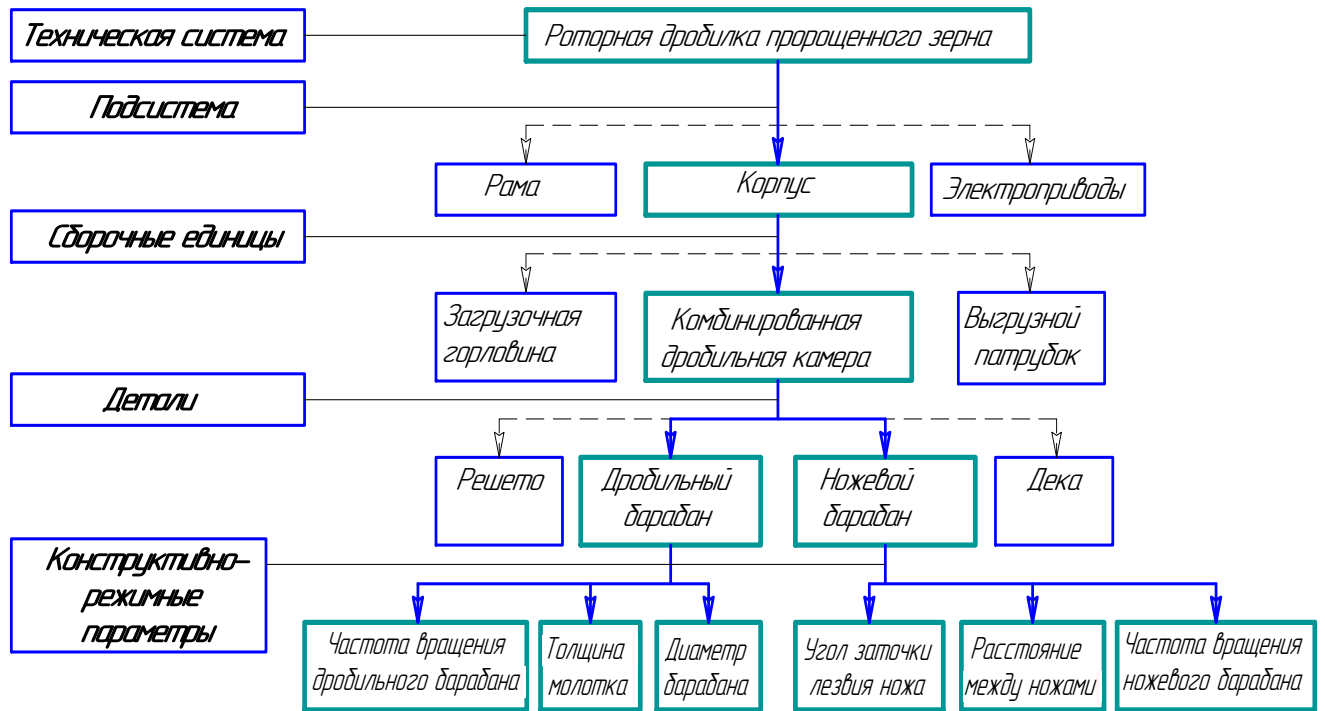 Техническая система
Роторная дробилка пророщенного зерна
Подсистема
Рама
Корпус
Электроприводы
Сборочные единицы
Загрузочная
горловина
Комбинированная
дробильная камера
Выгрузной
патрубок
Детали
Решето
Дробильный
барабан
Ножевой
барабан
Дека
Конструктивно–
режимные
параметры
Частота вращения
дробильного барабана
Толщина
молотка
Диаметр
барабана
Угол заточки
лезвия ножа
Расстояние
между ножами
Частота вращения
ножевого барабана